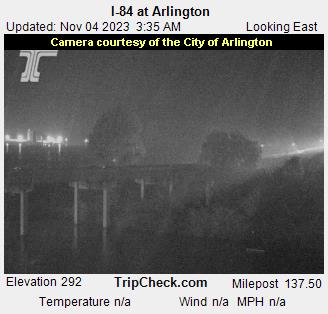 I-84 at Arlington
Updated: Nov 04 2023 3:35 AM Looking East
Camera courtesy of the City of Arlington
Elevation 292 TripCheck.com Milepost 137.50
Temperature n/a Wind n/a MPH n/a